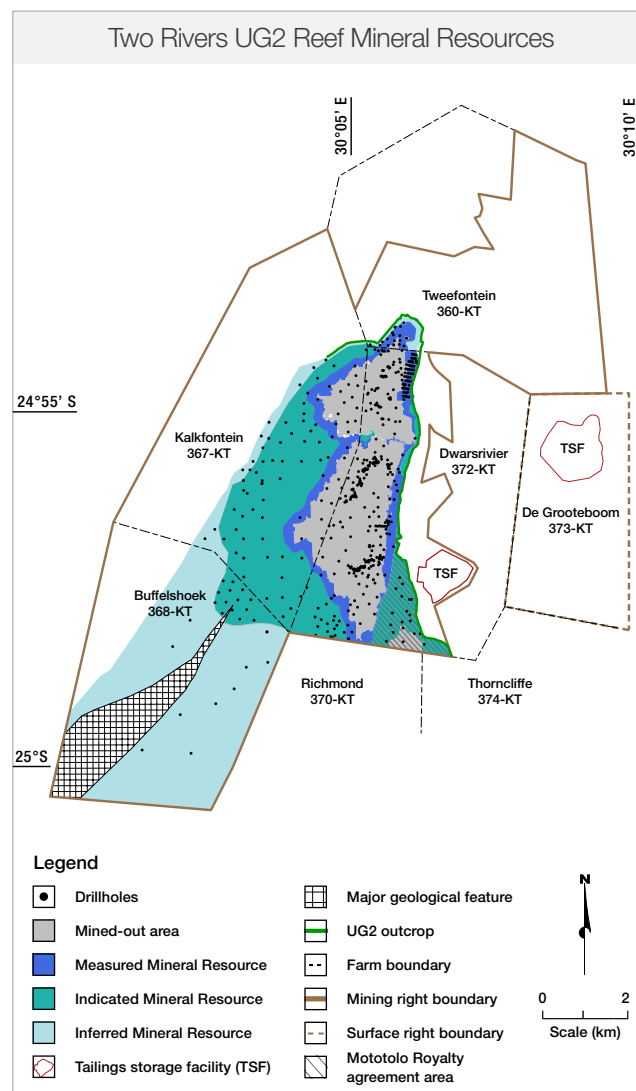 Two Rivers UG2 Reef Mineral Resources
30°05' E
30°10' E
Tweefontein
360-KT
24°55' S
Kalkfontein
367-KT
Dwarsrivier
372-KT
TSF
De Grooteboom
373-KT
TSF
Buffelshoek
368-KT
Richmond
370-KT
Thorncliffe
374-KT
25°S
Legend
Drillholes
Mined-out area
Measured Mineral Resource
Indicated Mineral Resource
Inferred Mineral Resource
Tailings storage facility (TSF)
Major geological feature
UG2 outcrop
Farm boundary
Mining right boundary
Surface right boundary
Mototolo Royalty
agreement area
N
0 2
Scale (km)